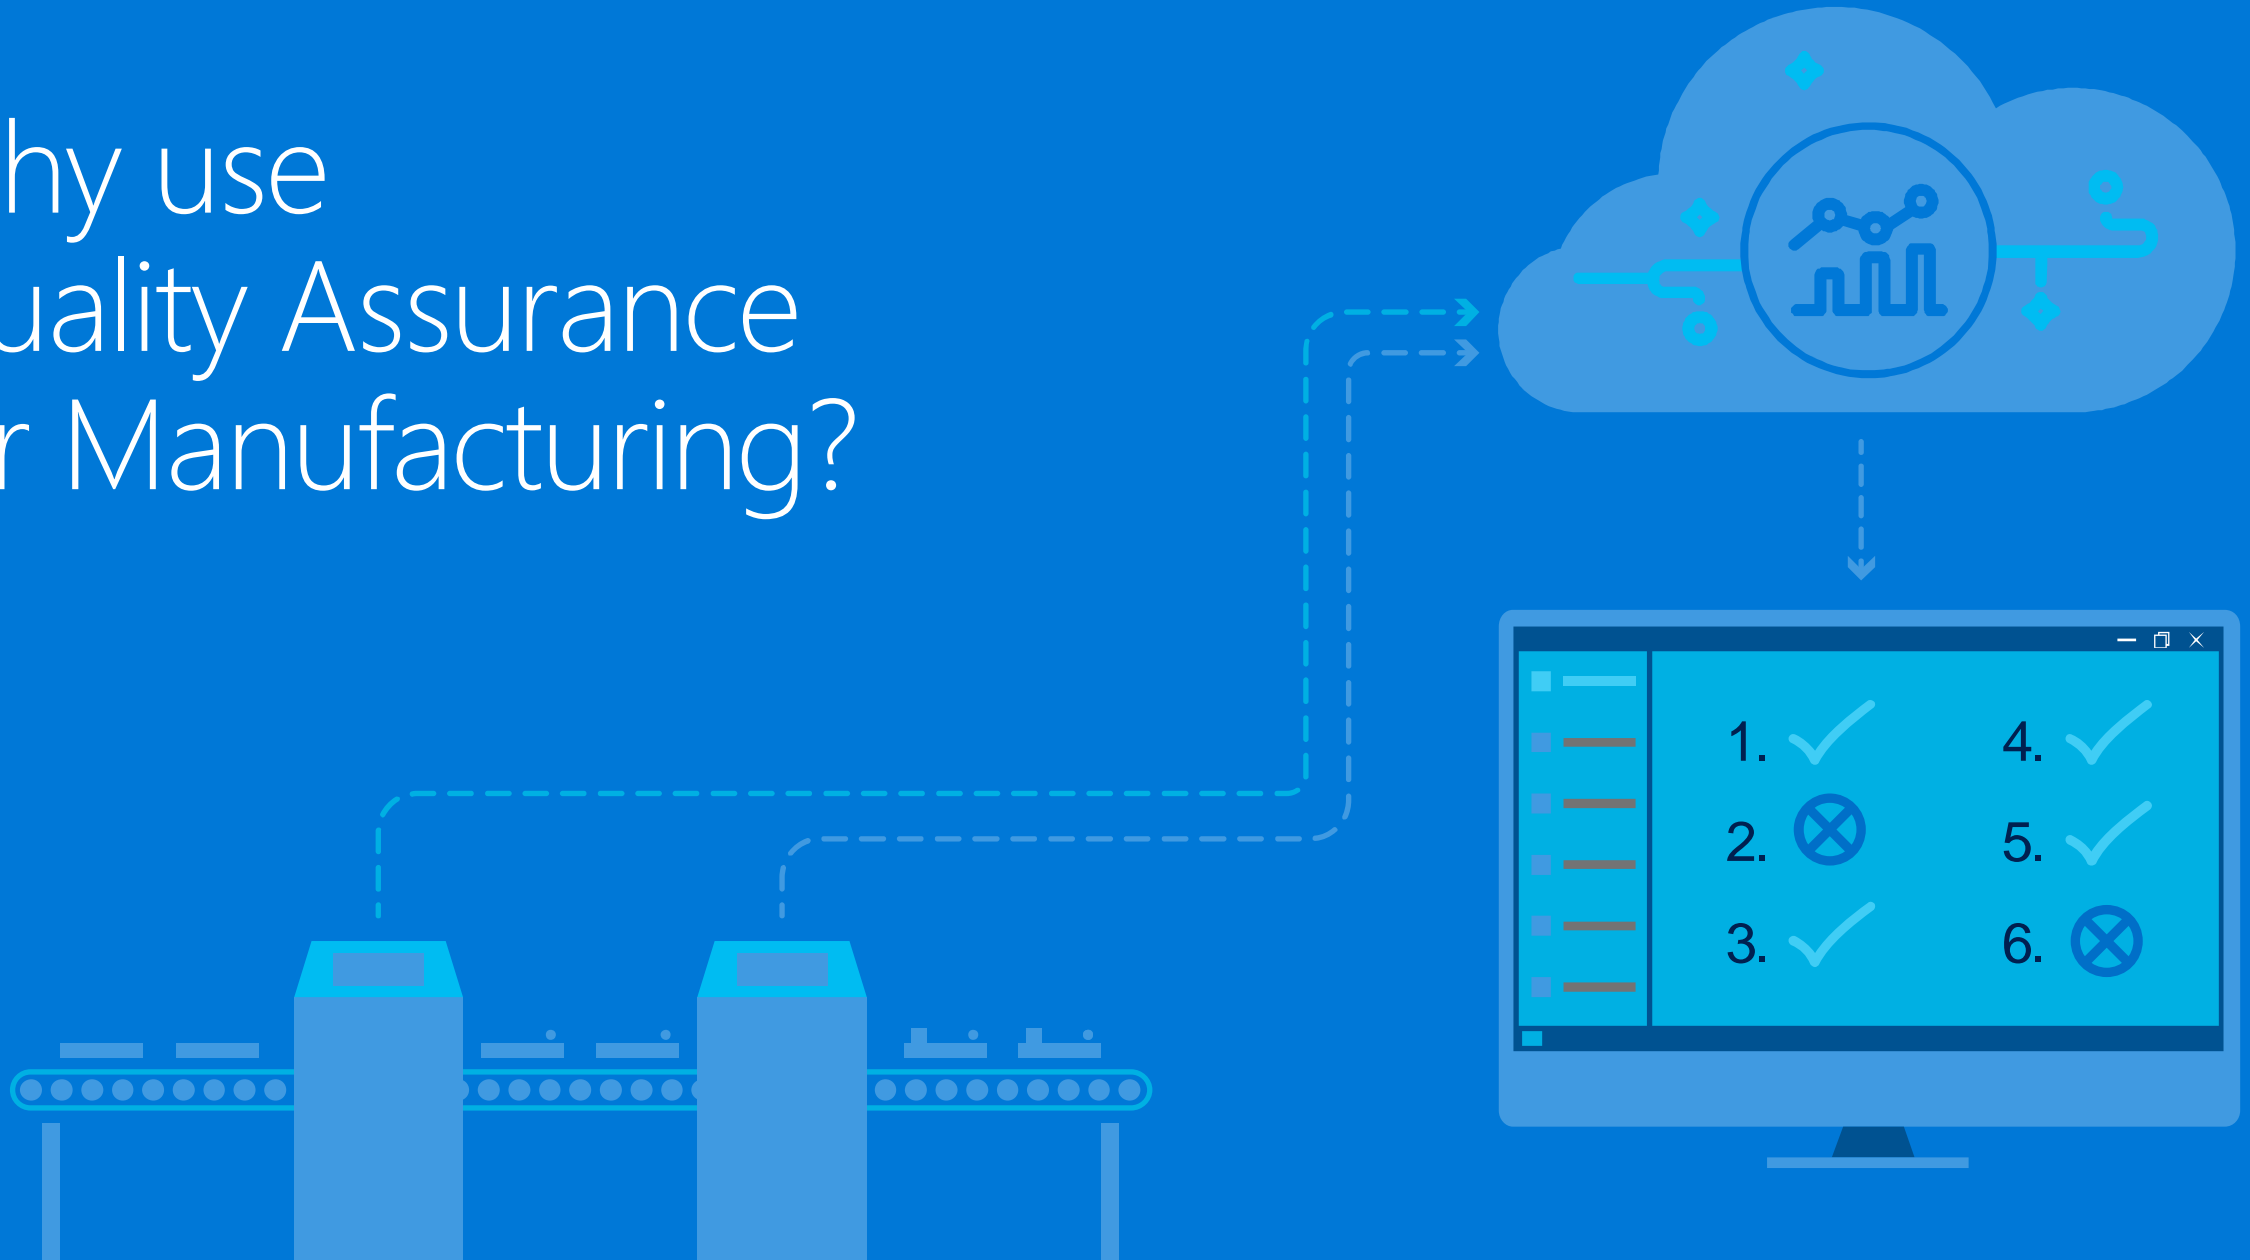 hy use
uality Assurance
r Manufacturing?
1.
4.
2.
5.
3.
6.